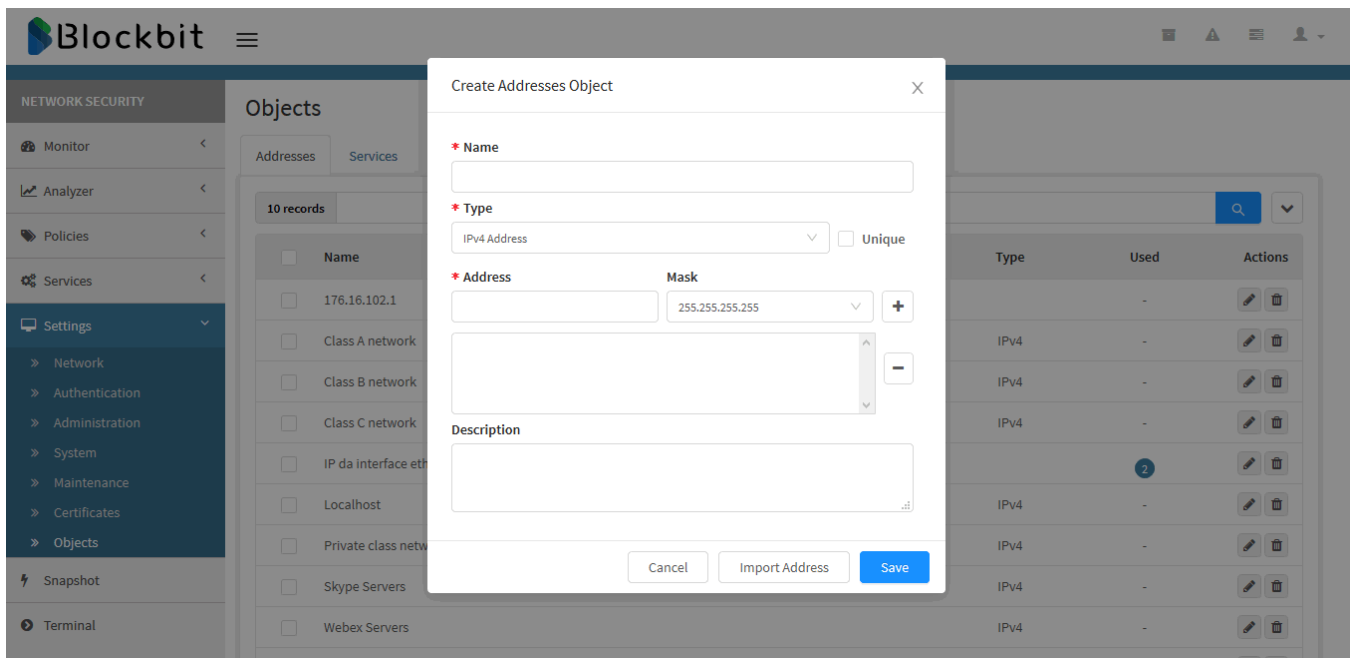 Blockbit
NETWORK SECURITY
Monitor
Analyzer
Policies
Services
Settings
Network
Authentication
Administration
System
Maintenance
Certificates
Objects
Snapshot
Terminal
Objects
Addresses Services
10 records
Name Type Used Actions
176.16.102.1 -
Class A network IPv4 -
Class B network IPv4 -
Class C network IPv4 -
IP da interface eth 2
Localhost IPv4 -
Private class netw IPv4 -
Skype Servers IPv4 -
Webex Servers IPv4 -
Create Addresses Object
* Name
* Type
IPv4 Address Unique
* Address Mask
255.255.255.255
Description
Cancel Import Address Save